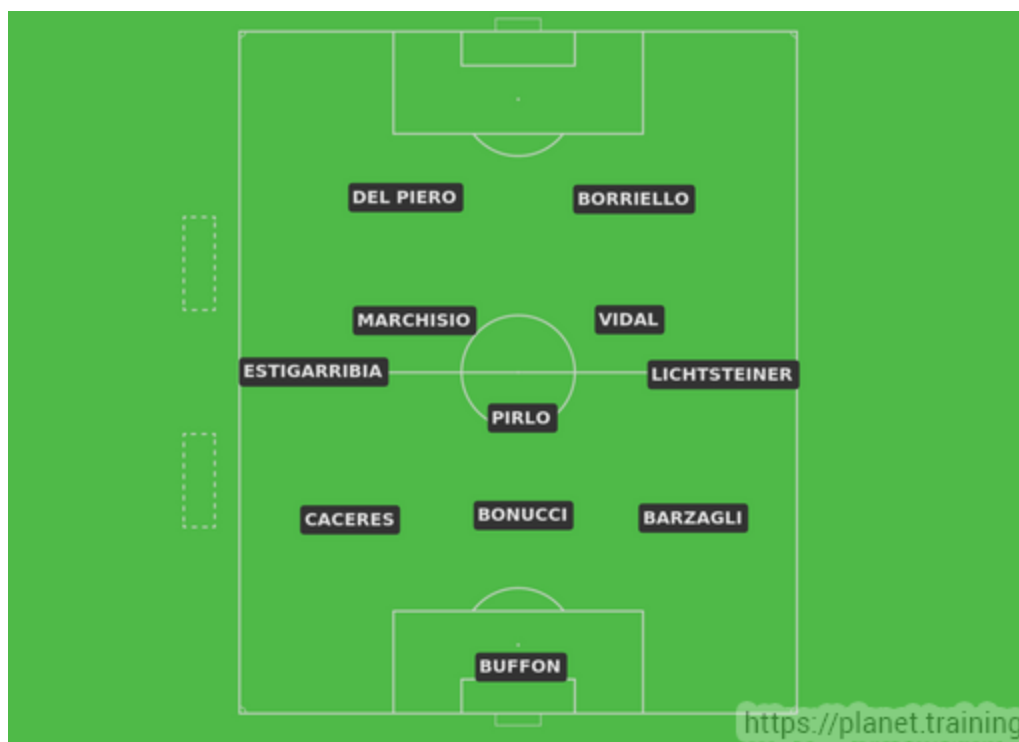 DEL PIERO
BORRIELLO
MARCHISIO
VIDAL
ESTIGARRIBIA
LICHTSTEINER
PIRLO
CACERES
BONUCCI
BARZAGLI
BUFFON
https://planet.training